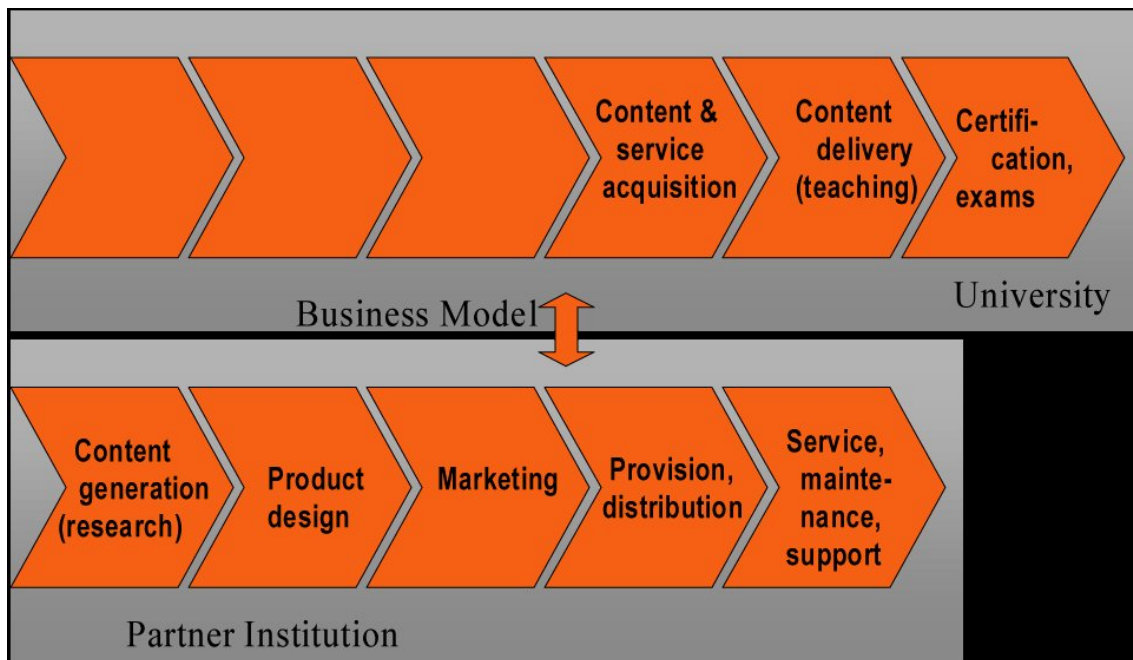 Content &
service
acquisition
Content
delivery
(teaching)
Certifi-
cation,
exams
University
Business Model
Content
generation
(research)
Product
design
Marketing
Provision,
distribution
Service,
mainte-
nance,
support
Partner Institution